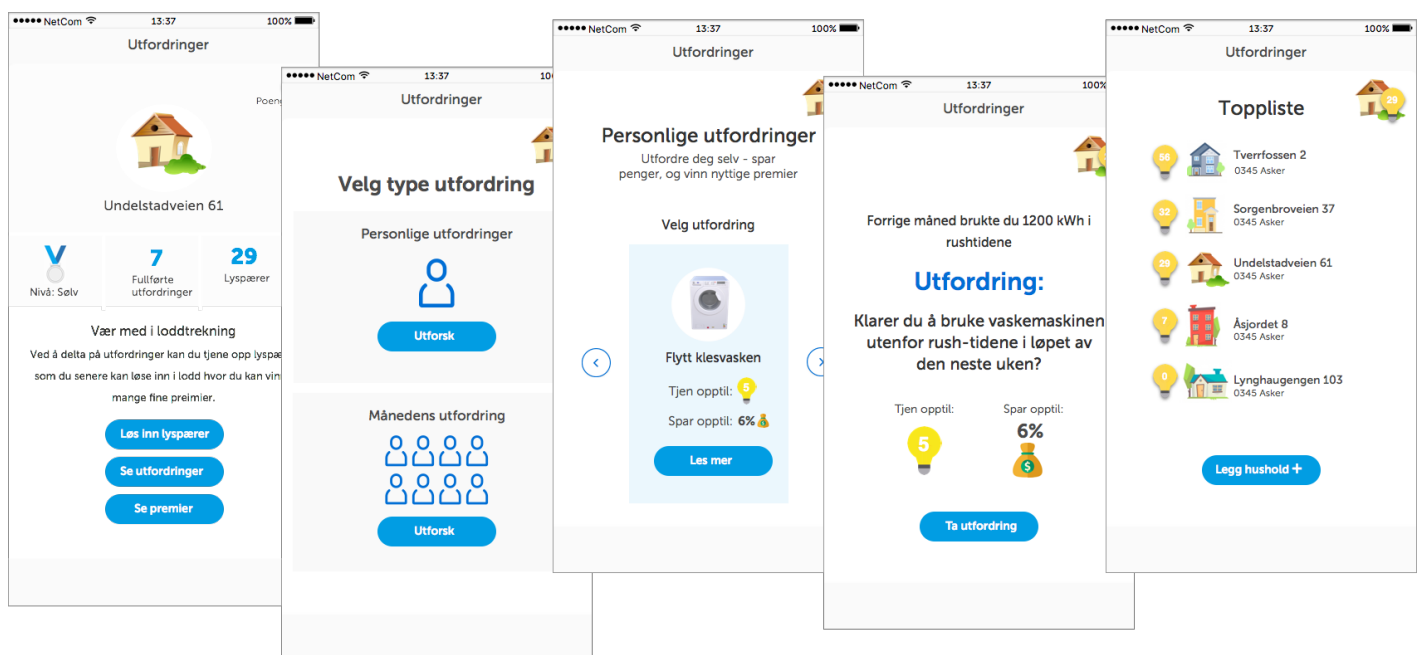 NetCom 13:37 100%
Utfordringer
Poeng
Undelstadveien 61
Nivå: Sølv
7
Fullførte
utfordringer
29
Lyspærer
Vær med i loddtrekning
Ved å delta på utfordringer kan du tjene opp lyspæ
som du senere kan løse inn i lodd hvor du kan vin
mange fine preimier.
Løs inn lyspærer
Se utfordringer
Se premier
NetCom 13:37 10
Utfordringer
Velg type utfordring
Personlige utfordringer
Utforsk
Månedens utfordring
Utforsk
NetCom 13:37 100%
Utfordringer
Personlige utfordringer
Utfordre deg selv - spar
penger, og vinn nyttige premier
Velg utfordring
Flytt klesvasken
Tjen opptil: 5
Spar opptil: 6%
Les mer
NetCom 13:37 100%
Utfordringer
Forrige måned brukte du 1200 kWh i
rushtidene
Utfordring:
Klarer du å bruke vaskemaskinen
utenfor rush-tidene i løpet av
den neste uken?
Tjen opptil:
5
Spar opptil:
6%
$
Ta utfordring
NetCom 13:37 100%
Utfordringer
Toppliste
29
56
Tverrfossen 2
0345 Asker
32
Sorgenbroveien 37
0345 Asker
29
Undelstadveien 61
0345 Asker
7
Åsjordet 8
0345 Asker
0
Lynghaugengen 103
0345 Asker
Legg hushold +